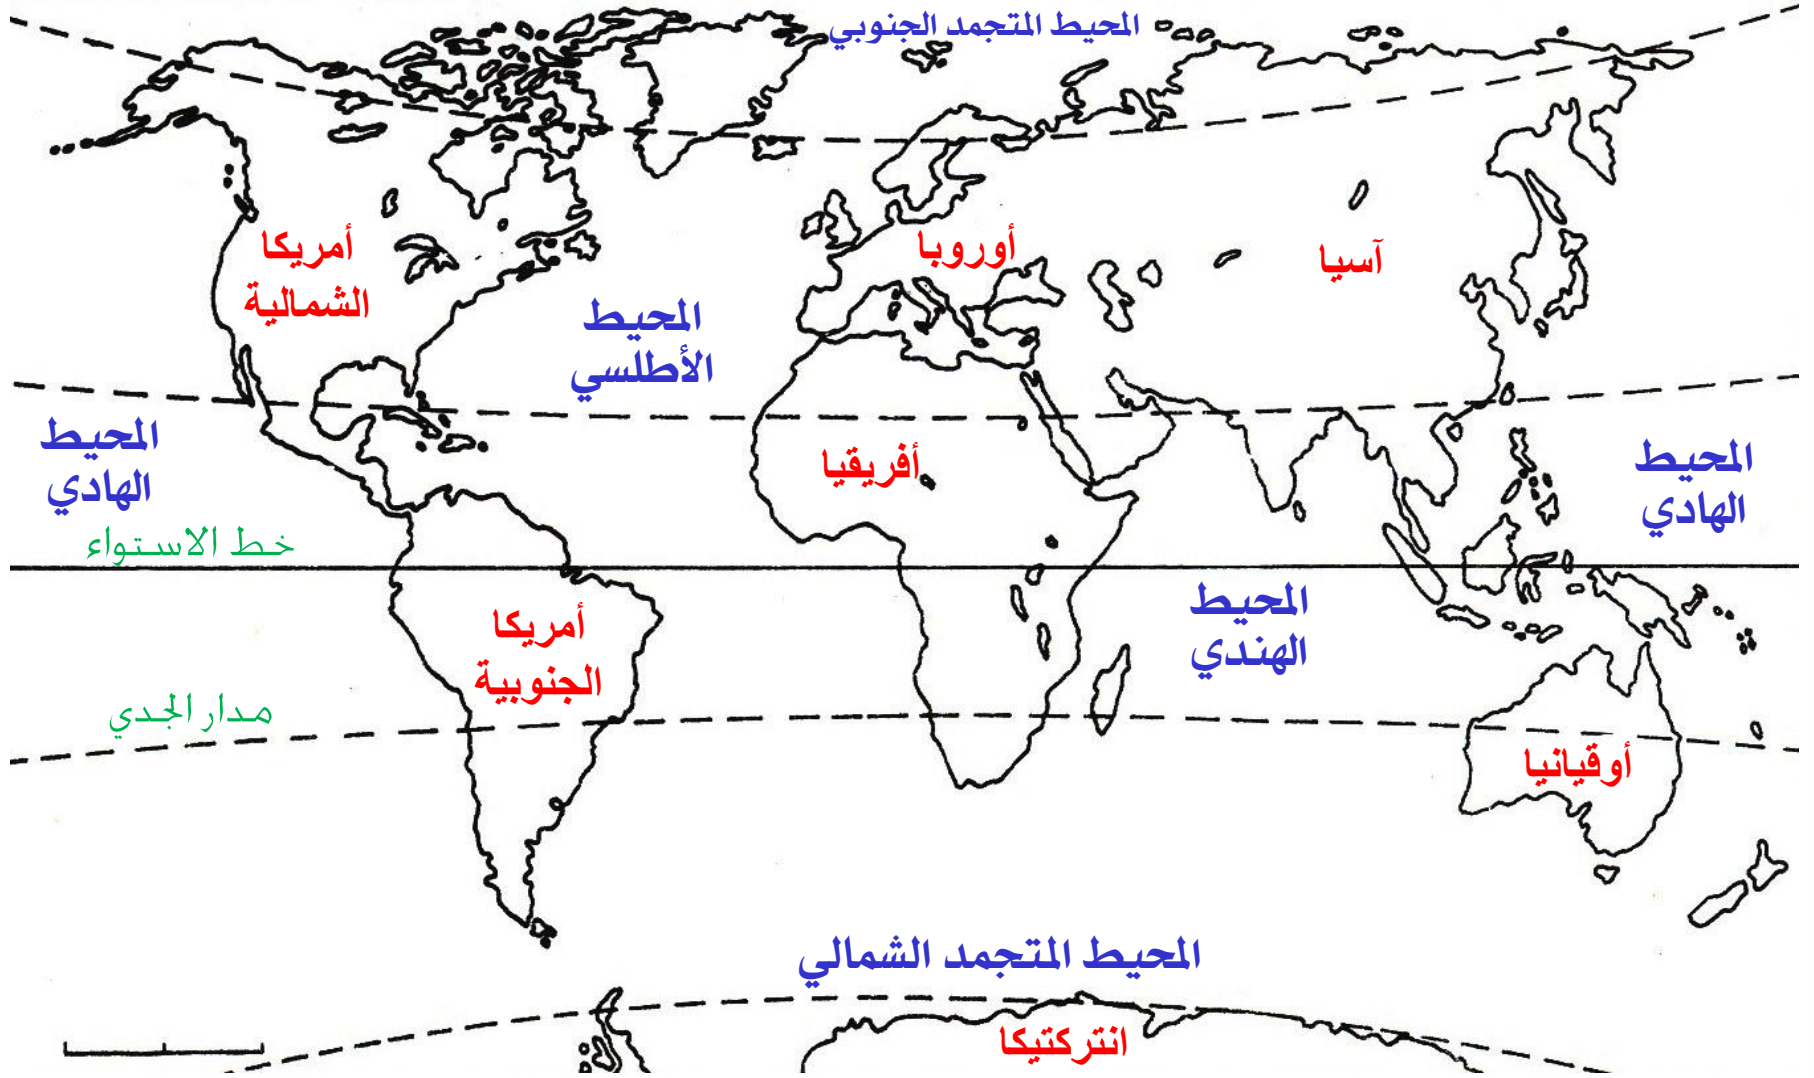 المحيط المتجمد الجنوبي
أمريكا
الشمالية
أوروبا
آسيا
المحيط
الأطلسي
المحيط
الهادي
أفريقيا
المحيط
الهادي
خط الاستواء
المحيط
الهندي
أمريكا
الجنوبية
مدار الجدي
أوقيانيا
المحيط المتجمد الشمالي
انتركتيكا